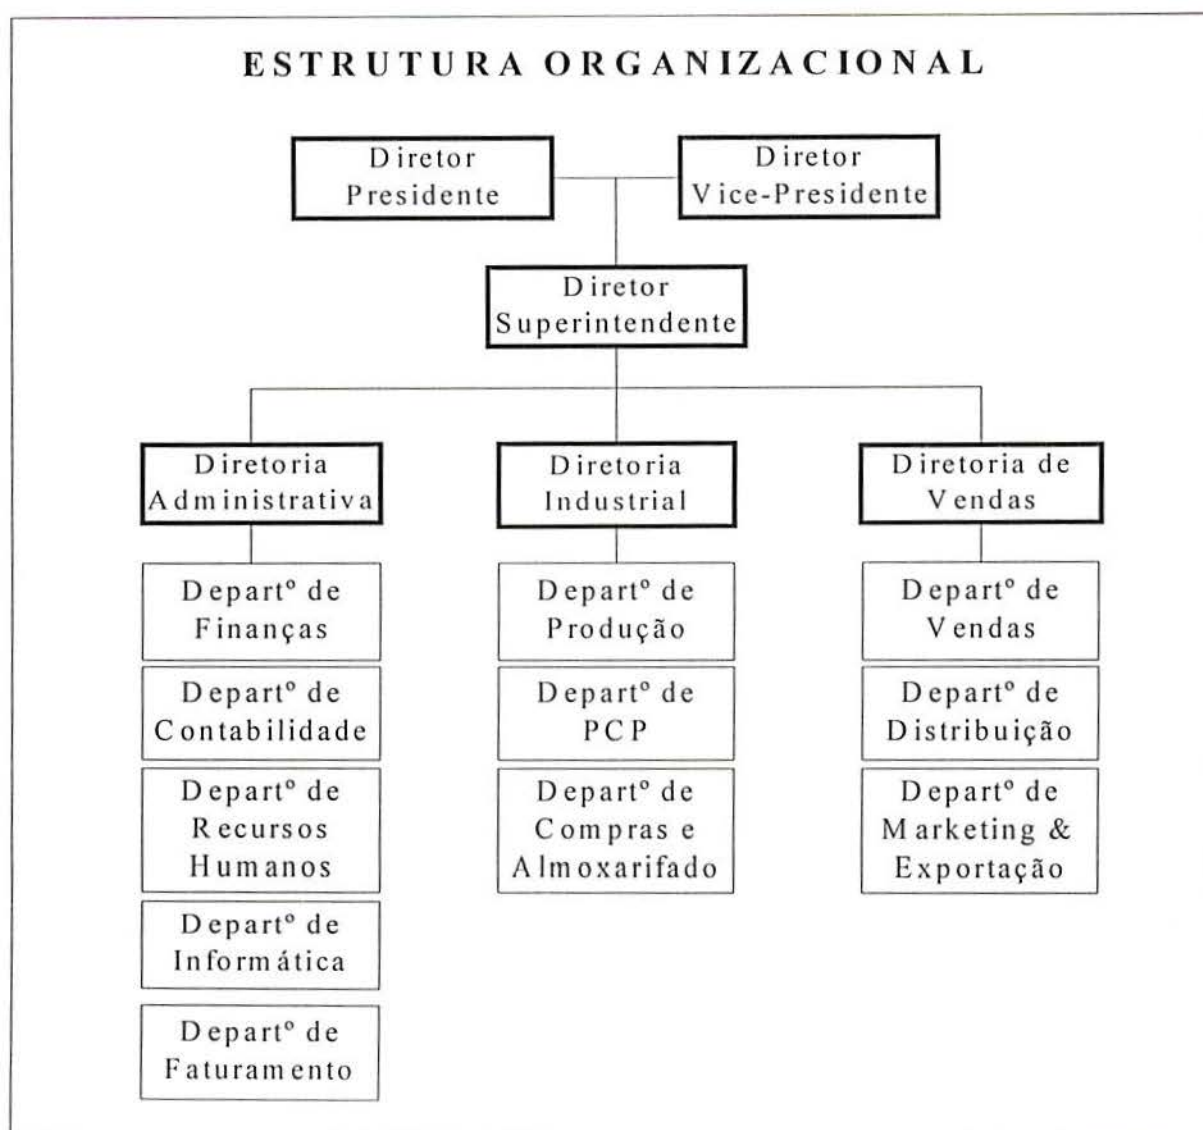 ESTRUTURA ORGANIZACIONAL
Diretor
Presidente
Diretor
Vice-Presidente
Diretor
Superintendente
Diretoria
Administrativa
Diretoria
Industrial
Diretoria de
Vendas
Departº de
Finanças
Departº de
Contabilidade
Departº de
Recursos
Humanos
Departº de
Informática
Departº de
Faturamento
Departº de
Produção
Departº de
PCP
Departº de
Compras e
Almoxarifado
Departº de
Vendas
Departº de
Distribuição
Departº de
Marketing &
Exportação